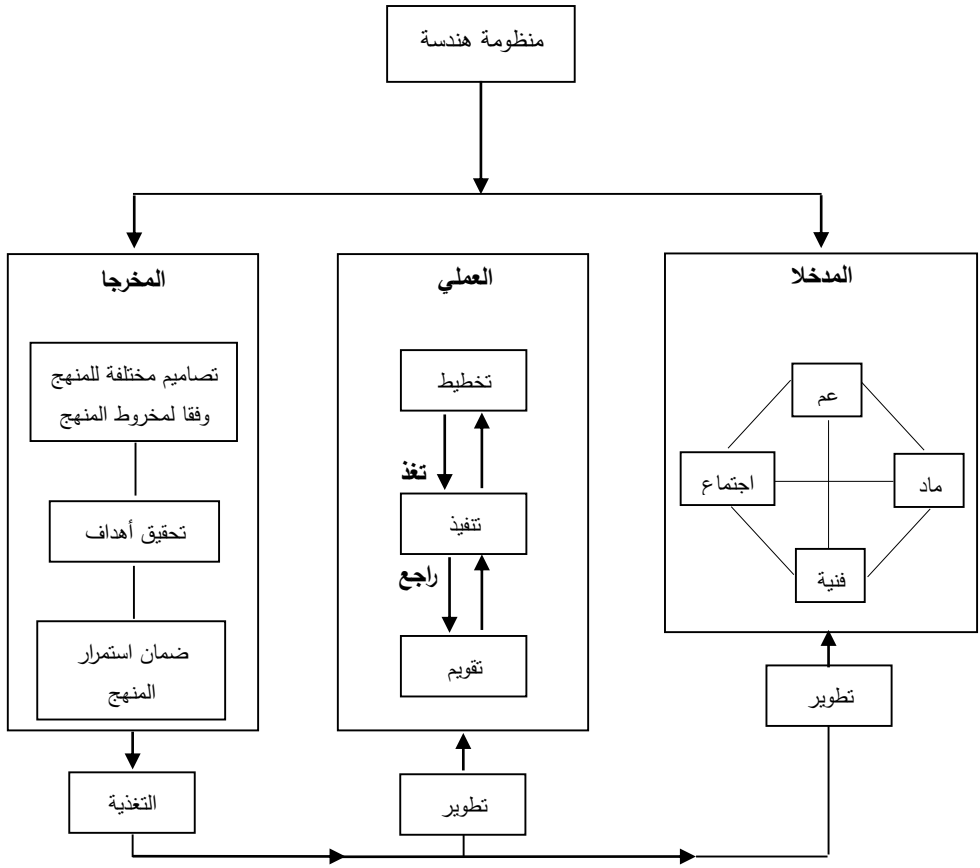 منظومة هندسة
المدخلا
عم
ماد
اجتماع
فنية
تطوير
العملي
تخطيط
تغذ
تنفيذ
راجع
تقويم
تطوير
المخرجا
تصاميم مختلفة للمنهج
وفقا لمخروط المنهج
تحقيق أهداف
ضمان استمرار
المنهج
التغذية